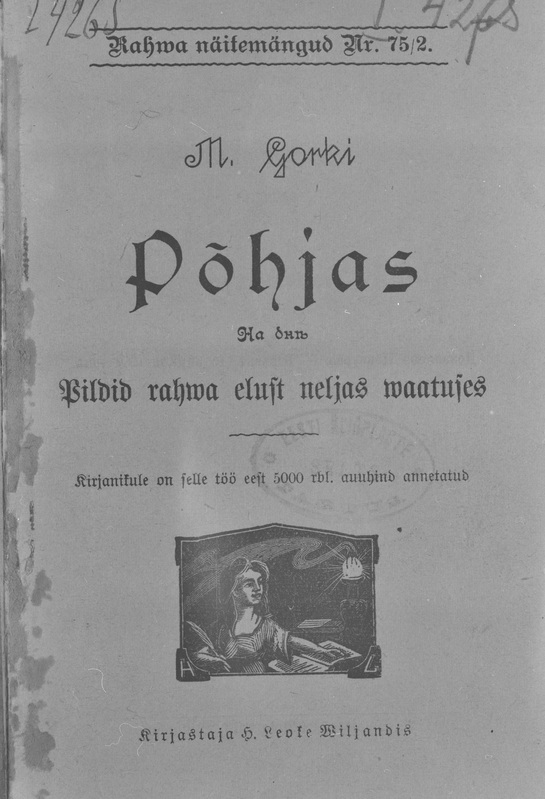 Rahwa näitemängud Nr. 75/2.
M. Gorki
Põhjas
На днѣ
Pildid rahwa elust neljas waatuses
Kirjanikule on selle töö eest 5000 rbl. auuhind annetatud
H L
Kirjastaja H. Leoke Wiljandis